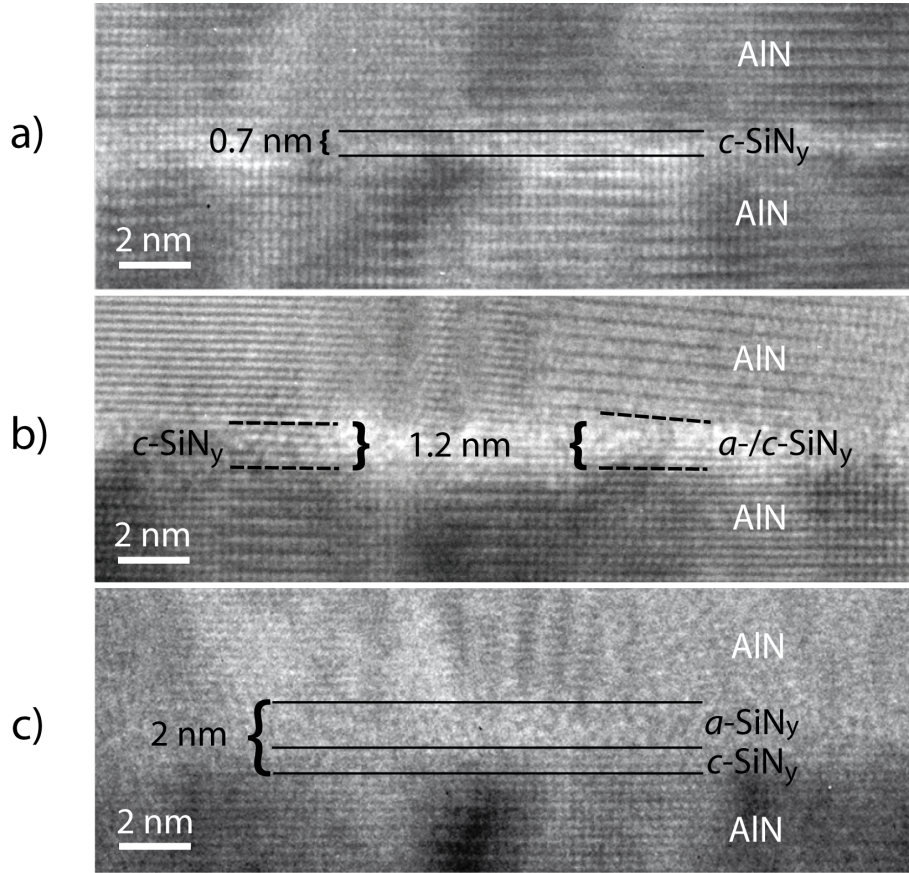 a)
AlN
0.7 nm {
c-SiNy
AlN
2 nm
b)
AlN
c-SiNy } 1.2 nm { a-/c-SiNy
AlN
2 nm
c)
AlN
2 nm {
a-SiNy
c-SiNy
AlN
2 nm